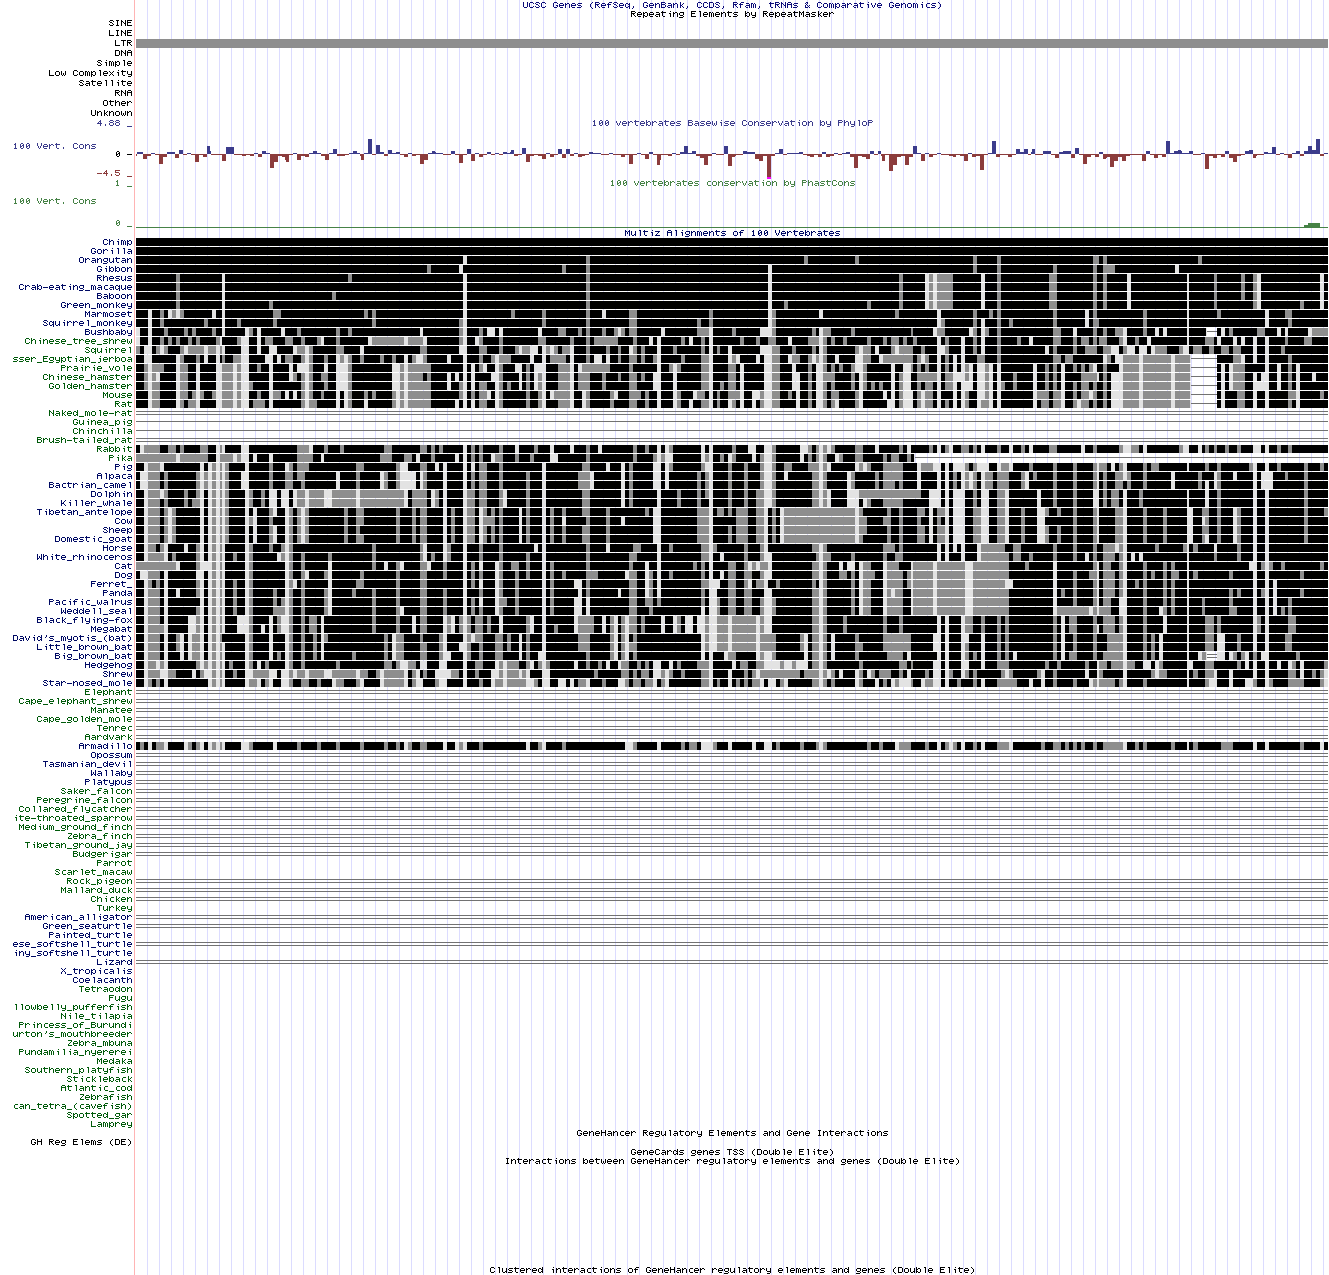 UCSC Genes (RefSeq, GenBank, CCDS, Rfam, tRNAs & Comparative Genomics)
Repeating Elements by RepeatMasker
SINE
LINE
LTR
DNA
Simple
Low Complexity
Satellite
RNA
Other
Unknown
4.88 _
100 vertebrates Basewise Conservation by PhyloP
100 Vert. Cons
0 _
-4.5 _
1 _
100 vertebrates conservation by PhastCons
100 Vert. Cons
0 _
Multiz Alignments of 100 Vertebrates
Chimp
Gorilla
Orangutan
Gibbon
Rhesus
Crab-eating_macaque
Baboon
Green_monkey
Marmoset
Squirrel_monkey
Bushbaby
Chinese_tree_shrew
Squirrel
sser_Egyptian_jerboa
Prairie_vole
Chinese_hamster
Golden_hamster
Mouse
Rat
Naked_mole-rat
Guinea_pig
Chinchilla
Brush-tailed_rat
Rabbit
Pika
Pig
Alpaca
Bactrian_camel
Dolphin
Killer_whale
Tibetan_antelope
Cow
Sheep
Domestic_goat
Horse
White_rhinoceros
Cat
Dog
Ferret_
Panda
Pacific_walrus
Weddell_seal
Black_flying-fox
Megabat
David's_myotis_(bat)
Little_brown_bat
Big_brown_bat
Hedgehog
Shrew
Star-nosed_mole
Elephant
Cape_elephant_shrew
Manatee
Cape_golden_mole
Tenrec
Aardvark
Armadillo
Opossum
Tasmanian_devil
Wallaby
Platypus
Saker_falcon
Peregrine_falcon
Collared_flycatcher
ite-throated_sparrow
Medium_ground_finch
Zebra_finch
Tibetan_ground_jay
Budgerigar
Parrot
Scarlet_macaw
Rock_pigeon
Mallard_duck
Chicken
Turkey
American_alligator
Green_seaturtle
Painted_turtle
ese_softshell_turtle
iny_softshell_turtle
Lizard
X_tropicalis
Coelacanth
Tetraodon
Fugu
llowbelly_pufferfish
Nile_tilapia
Princess_of_Burundi
urton's_mouthbreeder
Zebra_mbuna
Pundamilia_nyererei
Medaka
Southern_platyfish
Stickleback
Atlantic_cod
Zebrafish
can_tetra_(cavefish)
Spotted_gar
Lamprey
GeneHancer Regulatory Elements and Gene Interactions
GH Reg Elems (DE)
GeneCards genes TSS (Double Elite)
Interactions between GeneHancer regulatory elements and genes (Double Elite)
Clustered interactions of GeneHancer regulatory elements and genes (Double Elite)